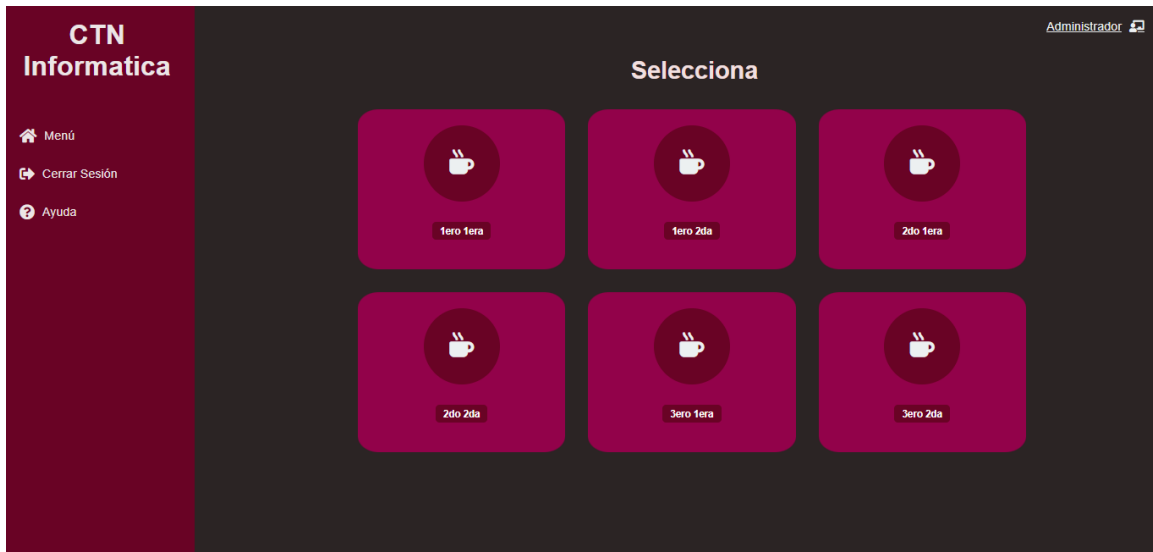 CTN
Informatica
Menú
Cerrar Sesión
Ayuda
Administrador
Selecciona
1ero 1era
1ero 2da
2do 1era
2do 2da
3ero 1era
3ero 2da